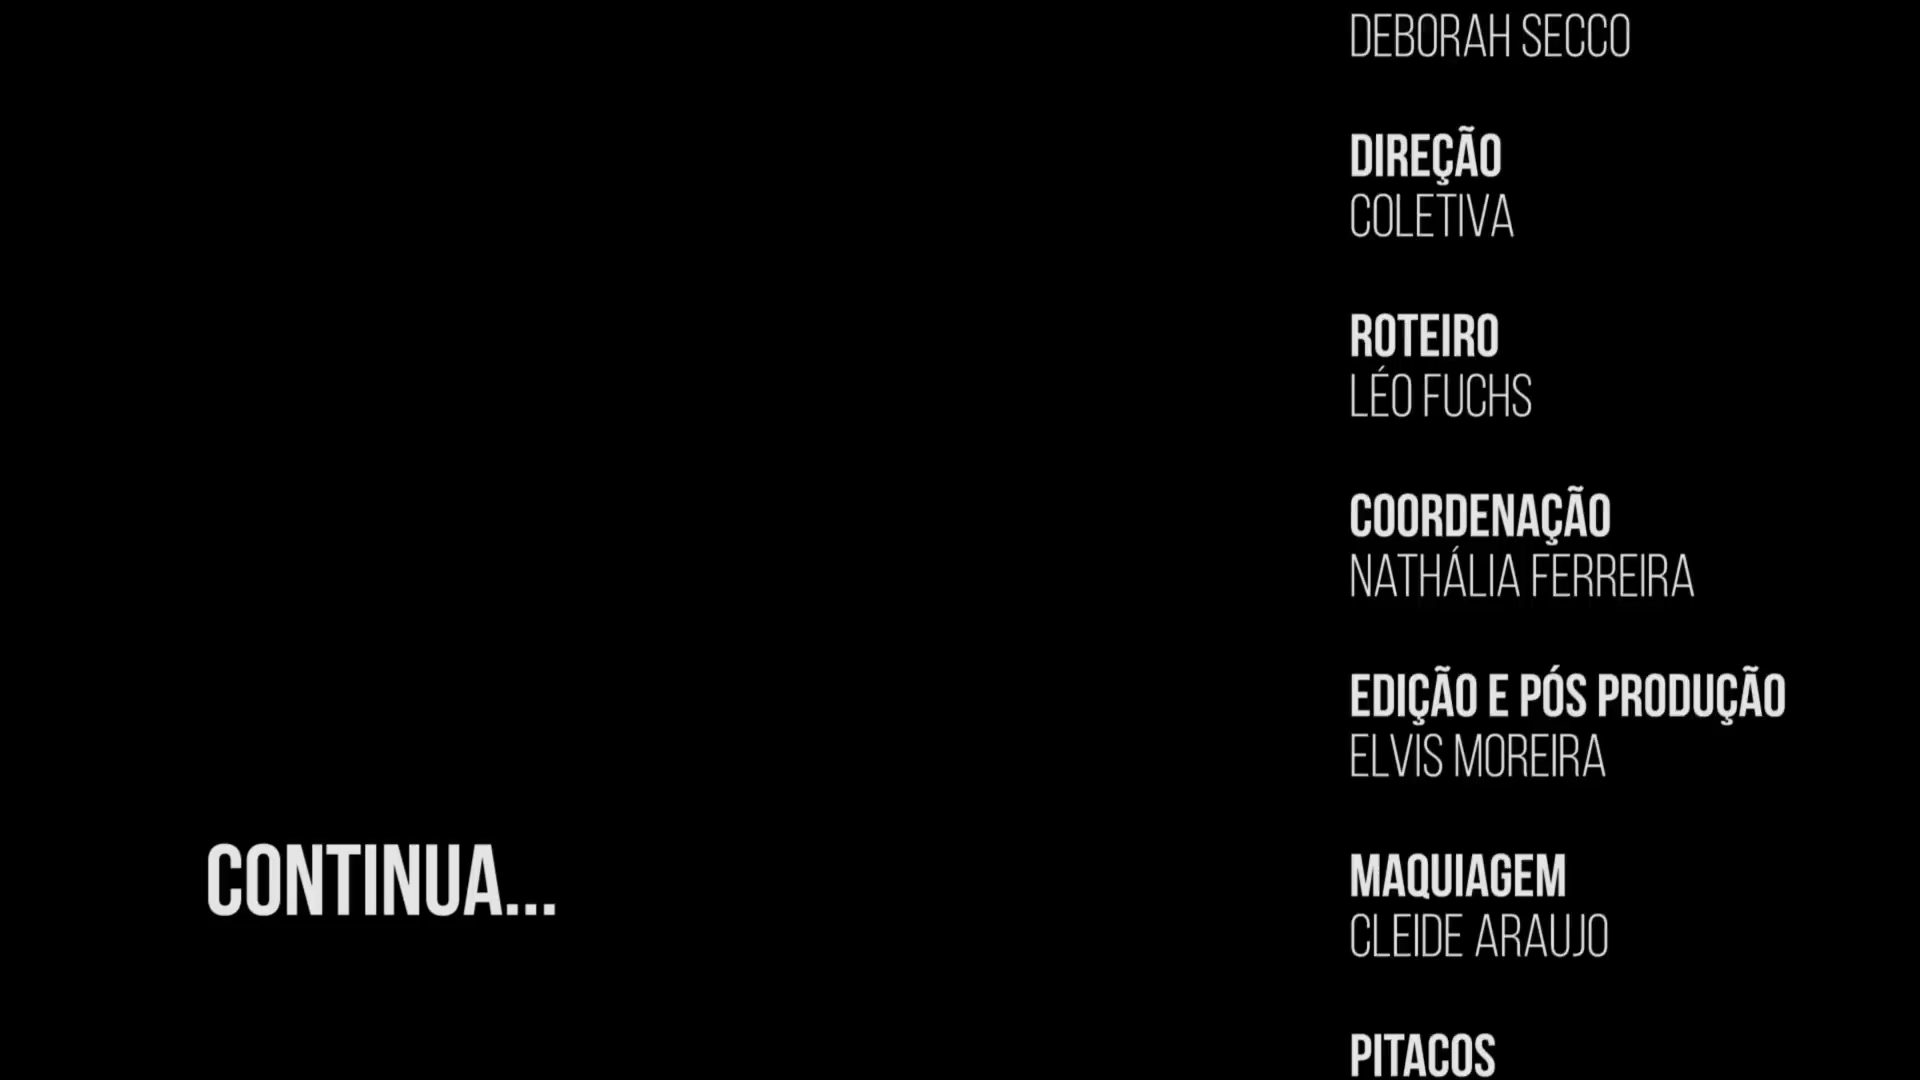 DEBORAH SECCO
DIREÇÃO
COLETIVA
ROTEIRO
LÉO FUCHS
COORDENAÇÃO
NATHÁLIA FERREIRA
EDIÇÃO E PÓS PRODUÇÃO
ELVIS MOREIRA
MAQUIAGEM
CLEIDE ARAUJO
PITACOS
CONTINUA...